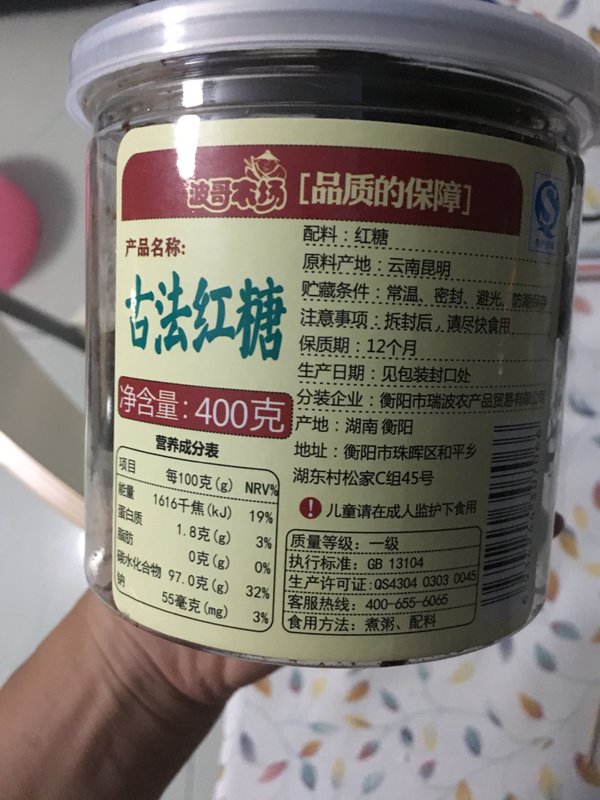 波哥农场 [品质的保障]
产品名称:
古法红糖
净含量: 400克
营养成分表
项目 每100克(g) NRV%
能量 1616千焦(kJ) 19%
蛋白质 1.8克(g) 3%
脂肪 0克(g) 0%
碳水化合物 97.0克(g) 32%
钠 55毫克(mg) 3%
配料：红糖
原料产地：云南昆明
贮藏条件：常温、密封、避光、防潮保存
注意事项：拆封后，请尽快食用
保质期：12个月
生产日期：见包装封口处
分装企业：衡阳市瑞波农产品贸易有限公司
产地：湖南 衡阳
地址：衡阳市珠晖区和平乡
湖东村松家C组45号
! 儿童请在成人监护下食用
质量等级：一级
执行标准：GB 13104
生产许可证:QS4304 0303 0045
客服热线：400-655-6065
食用方法：煮粥、配料